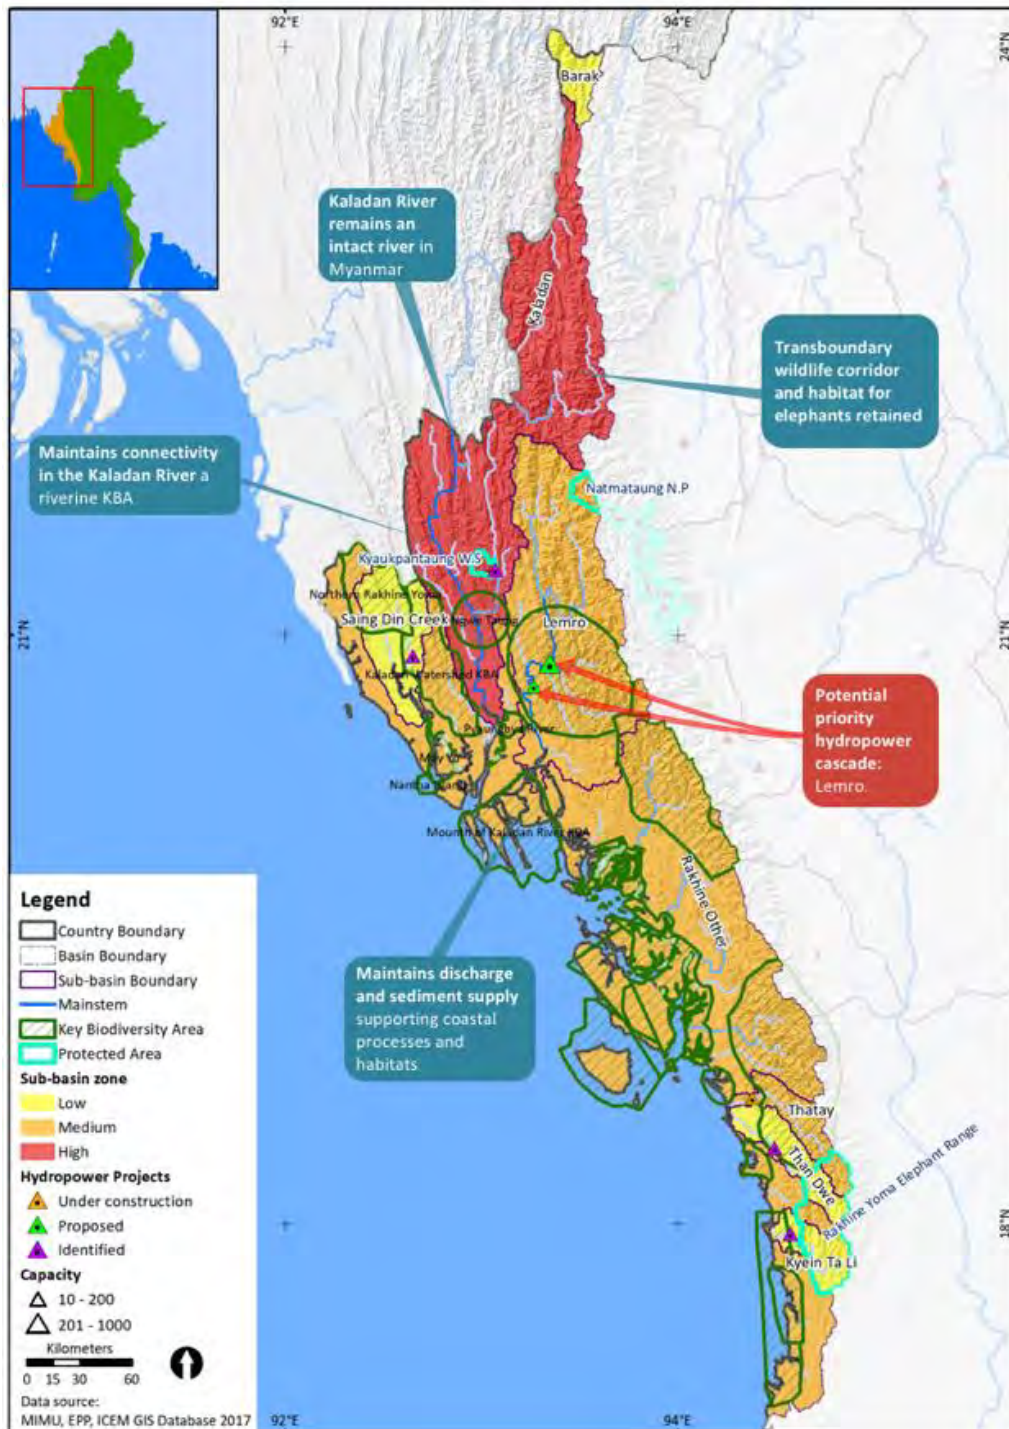 92°E
94°E
24°N
Barak
Kaladan River
remains an
intact river in
Myanmar
Kaladan
Transboundary
wildlife corridor
and habitat for
elephants retained
Maintains connectivity
in the Kaladan River a
riverine KBA
Natmataung N.P
Kyaukpantaung W.S
Northern Rakhine Yoma
Saing Din Creek
Ngwe Taung
Lemro
21°N
21°N
Kaladan Watershed KBA
Potential
priority
hydropower
cascade:
Lemro
River
May Yu
Mounth of Kaladan River KBA
Rakhine Other
Maintains discharge
and sediment supply
supporting coastal
processes and
habitats
Thatay
Than Dwe
Rakhine Yoma Elephant Range
18°N
Kyein Ta Li
Legend
Country Boundary
Basin Boundary
Sub-basin Boundary
Mainstem
Key Biodiversity Area
Protected Area
Sub-basin zone
Low
Medium
High
Hydropower Projects
Under construction
Proposed
Identified
Capacity
10 - 200
201 - 1000
Kilometers
0 15 30 60
Data source:
MIMU, EPP, ICEM GIS Database 2017
92°E
94°E